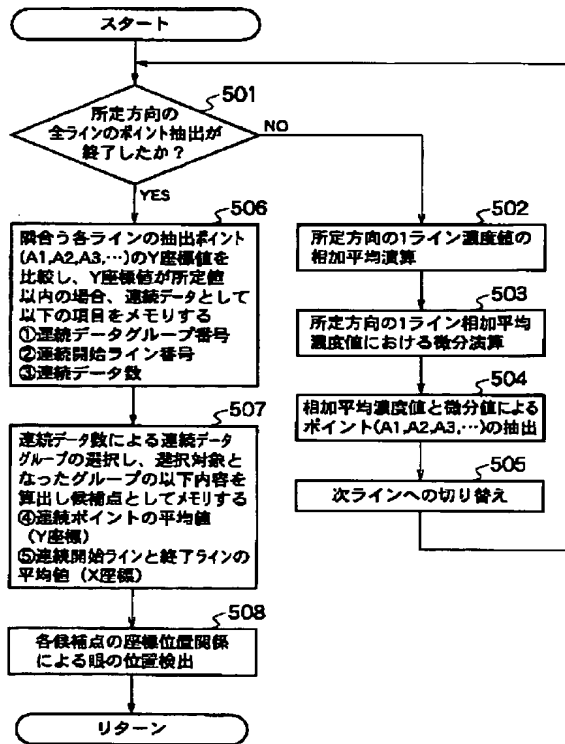 スタート
501
所定方向の
全ラインのポイント抽出が
終了したか？
NO
YES
506
隣合う各ラインの抽出ポイント
(A1,A2,A3,…)のY座標値を
比較し、Y座標値が所定値
以内の場合、連続データとして
以下の項目をメモリする
①連続データグループ番号
②連続開始ライン番号
③連続データ数
507
連続データ数による連続データ
グループの選択し、選択対象と
なったグループの以下内容を
算出し候補点としてメモリする
④連続ポイントの平均値
（Y座標）
⑤連続開始ラインと終了ラインの
平均値（X座標）
508
各候補点の座標位置関係
による眼の位置検出
リターン
502
所定方向の1ライン濃度値の
相加平均演算
503
所定方向の1ライン相加平均
濃度値における微分演算
504
相加平均濃度値と微分値による
ポイント(A1,A2,A3,…)の抽出
505
次ラインへの切り替え